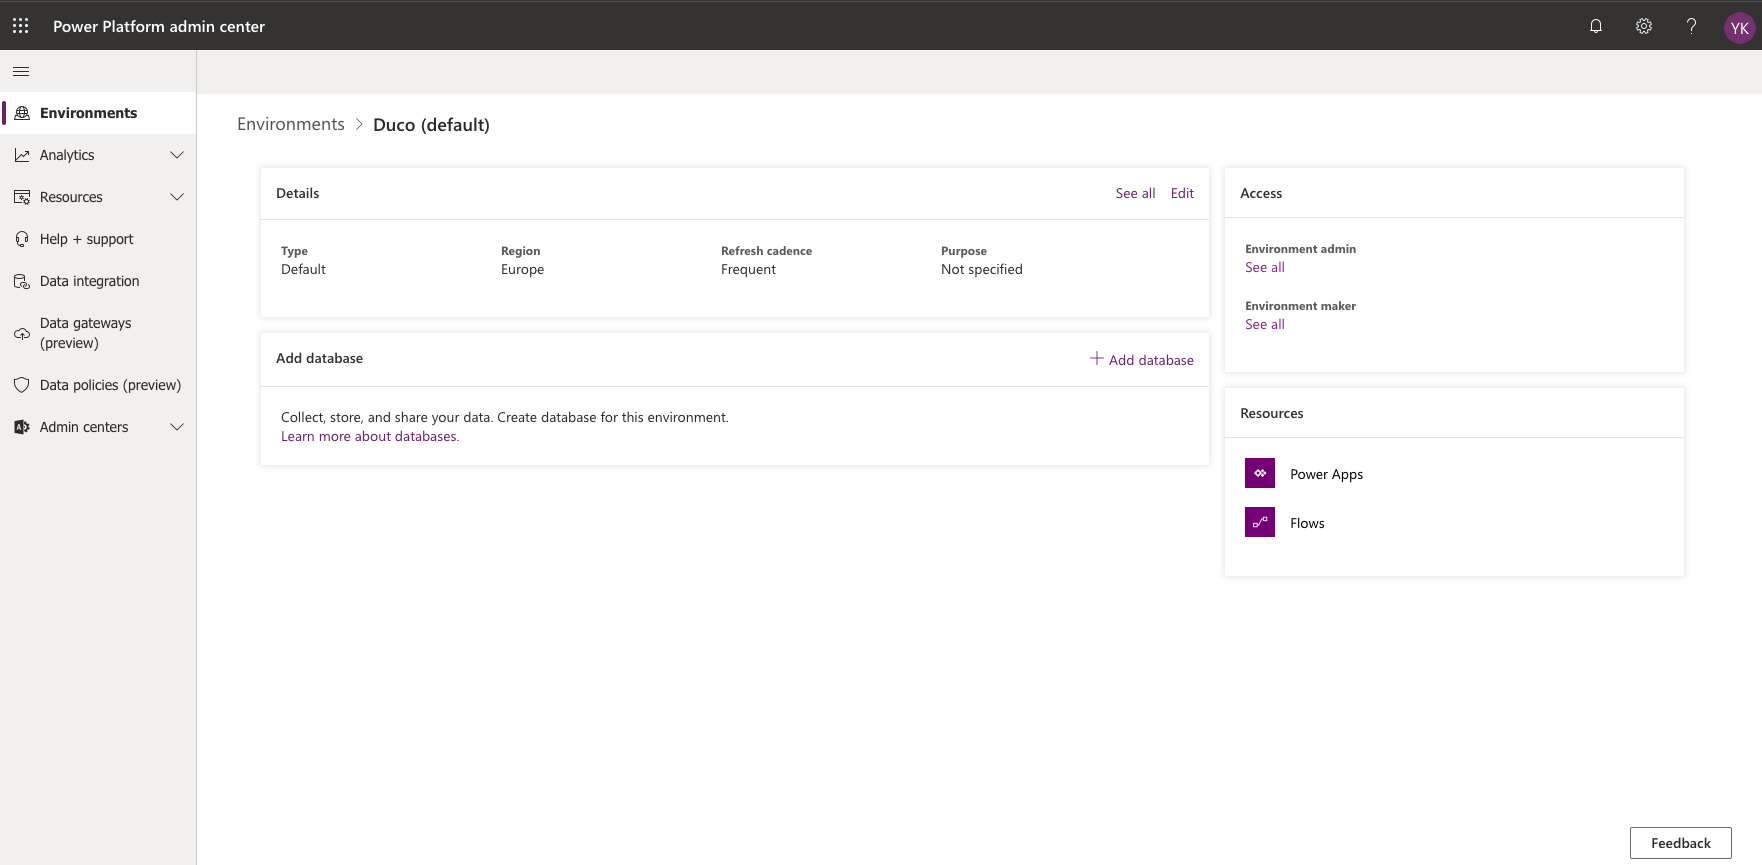 Power Platform admin center
YK
Environments
Analytics
Resources
Help + support
Data integration
Data gateways
(preview)
Data policies (preview)
Admin centers
Environments > Duco (default)
Details
See all Edit
Type
Default
Region
Europe
Refresh cadence
Frequent
Purpose
Not specified
Add database
Add database
Collect, store, and share your data. Create database for this environment.
Learn more about databases.
Access
Environment admin
See all
Environment maker
See all
Resources
Power Apps
Flows
Feedback